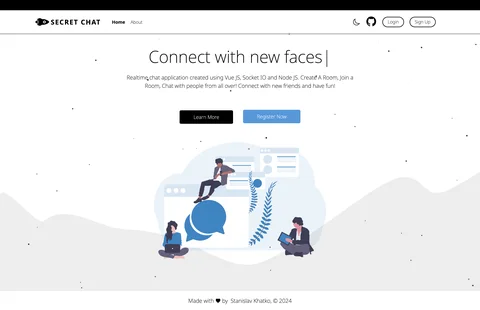 SECRET CHAT Home About Login Sign Up
Connect with new faces|
Realtime chat application created using Vue JS, Socket IO and Node JS. Create A Room, Join a
Room, Chat with people from all over! Connect with new friends and have fun!
Learn More Register Now
Made with ♥ by Stanislav Khatko, © 2024